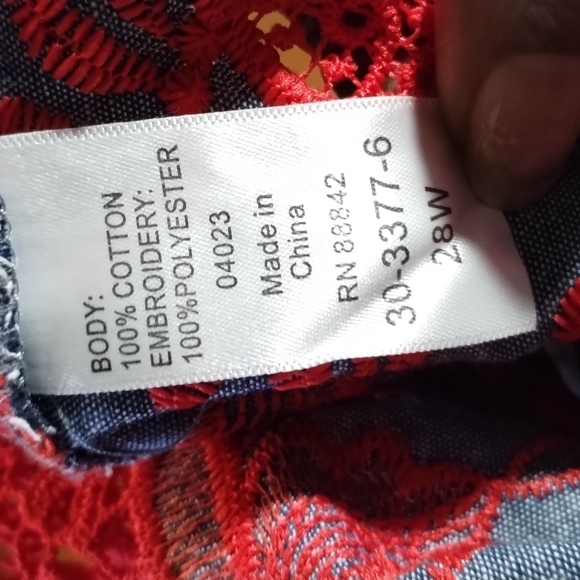 BODY:
100% COTTON
EMBROIDERY:
100%POLYESTER
04023
Made in
China
RN 88842
30-3377-6
28W